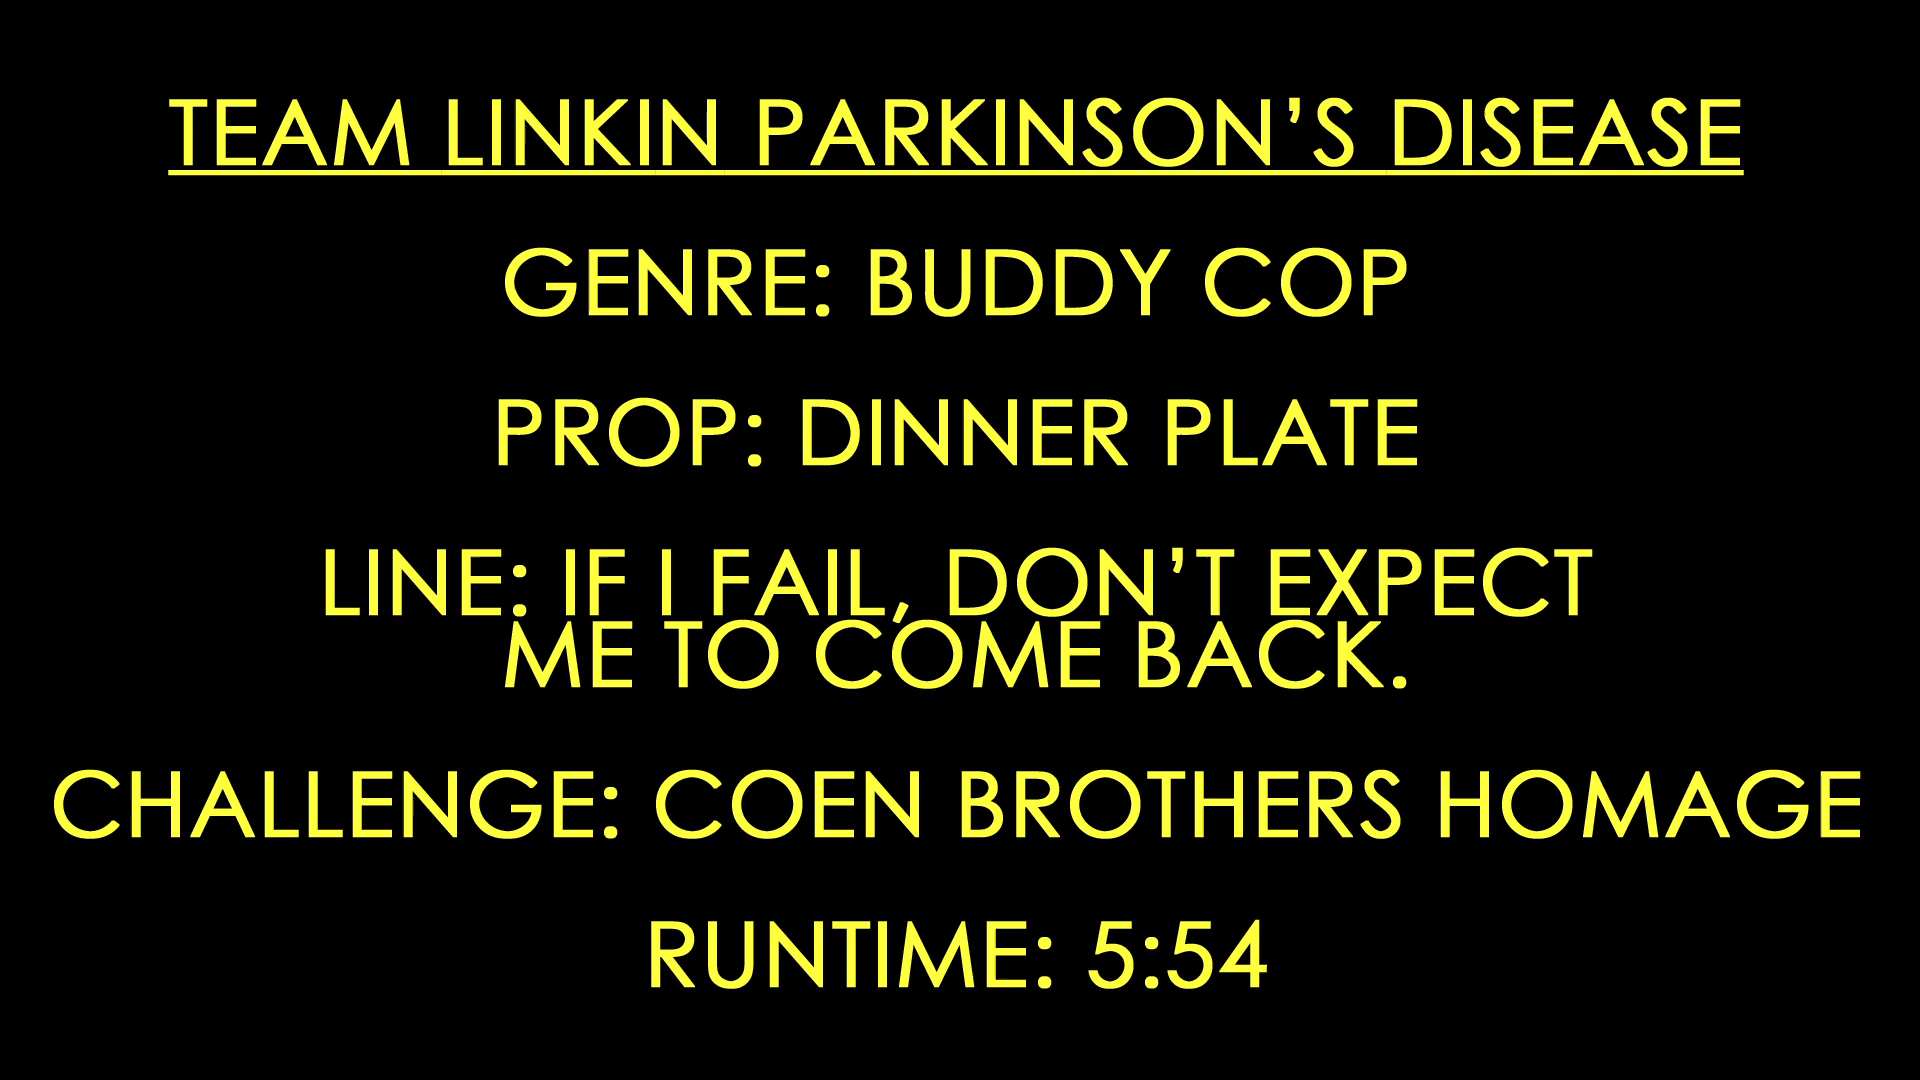 TEAM LINKIN PARKINSON’S DISEASE
GENRE: BUDDY COP
PROP: DINNER PLATE
LINE: IF I FAIL, DON’T EXPECT
ME TO COME BACK.
CHALLENGE: COEN BROTHERS HOMAGE
RUNTIME: 5:54